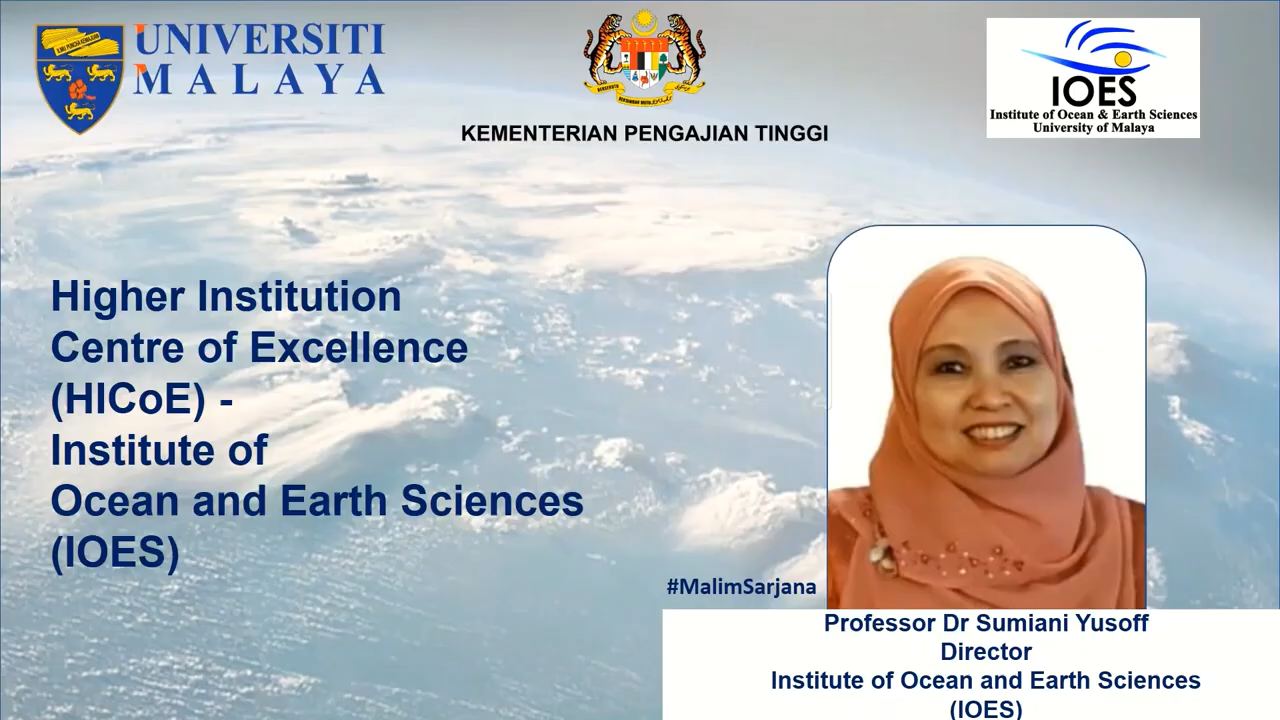 UNIVERSITI
MALAYA
KEMENTERIAN PENGAJIAN TINGGI
IOES
Institute of Ocean & Earth Sciences
University of Malaya
Higher Institution
Centre of Excellence
(HICoE) -
Institute of
Ocean and Earth Sciences
(IOES)
#MalimSarjana
Professor Dr Sumiani Yusoff
Director
Institute of Ocean and Earth Sciences
(IOES)